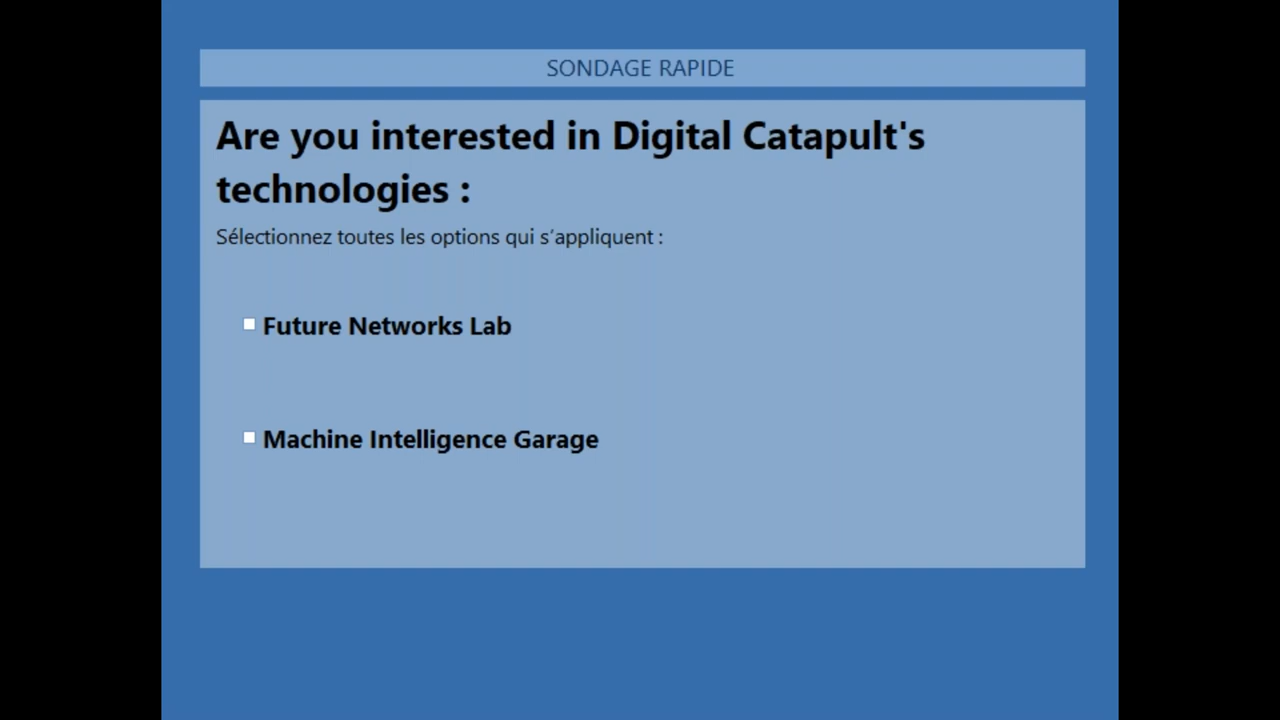 SONDAGE RAPIDE
Are you interested in Digital Catapult's
technologies :
Sélectionnez toutes les options qui s’appliquent :
Future Networks Lab
Machine Intelligence Garage